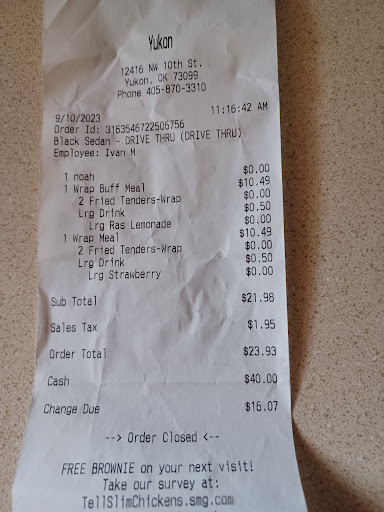 Yukon
12416 NW 10th St.
Yukon, OK 73099
Phone 405-870-3310
9/10/2023 11:16:42 AM
Order Id: 3163546722506756
Black Sedan - DRIVE THRU (DRIVE THRU)
Employee: Ivan M
1 noah $0.00
1 Wrap Buff Meal $10.49
2 Fried Tenders-Wrap $0.00
Lrg Drink $0.50
Lrg Ras Lemonade $0.00
1 Wrap Meal $10.49
2 Fried Tenders-Wrap $0.00
Lrg Drink $0.50
Lrg Strawberry $0.00
Sub Total $21.98
Sales Tax $1.95
Order Total $23.93
Cash $40.00
Change Due $16.07
--> Order Closed <--
FREE BROWNIE on your next visit!
Take our survey at:
TellSlimChickens.smg.com